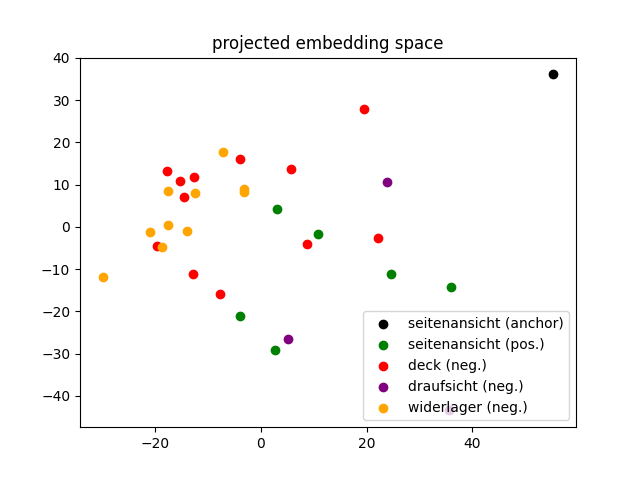 projected embedding space
40
30
20
10
0
−10
−20
−30
−40
−20 0 20 40
seitenansicht (anchor)
seitenansicht (pos.)
deck (neg.)
draufsicht (neg.)
widerlager (neg.)